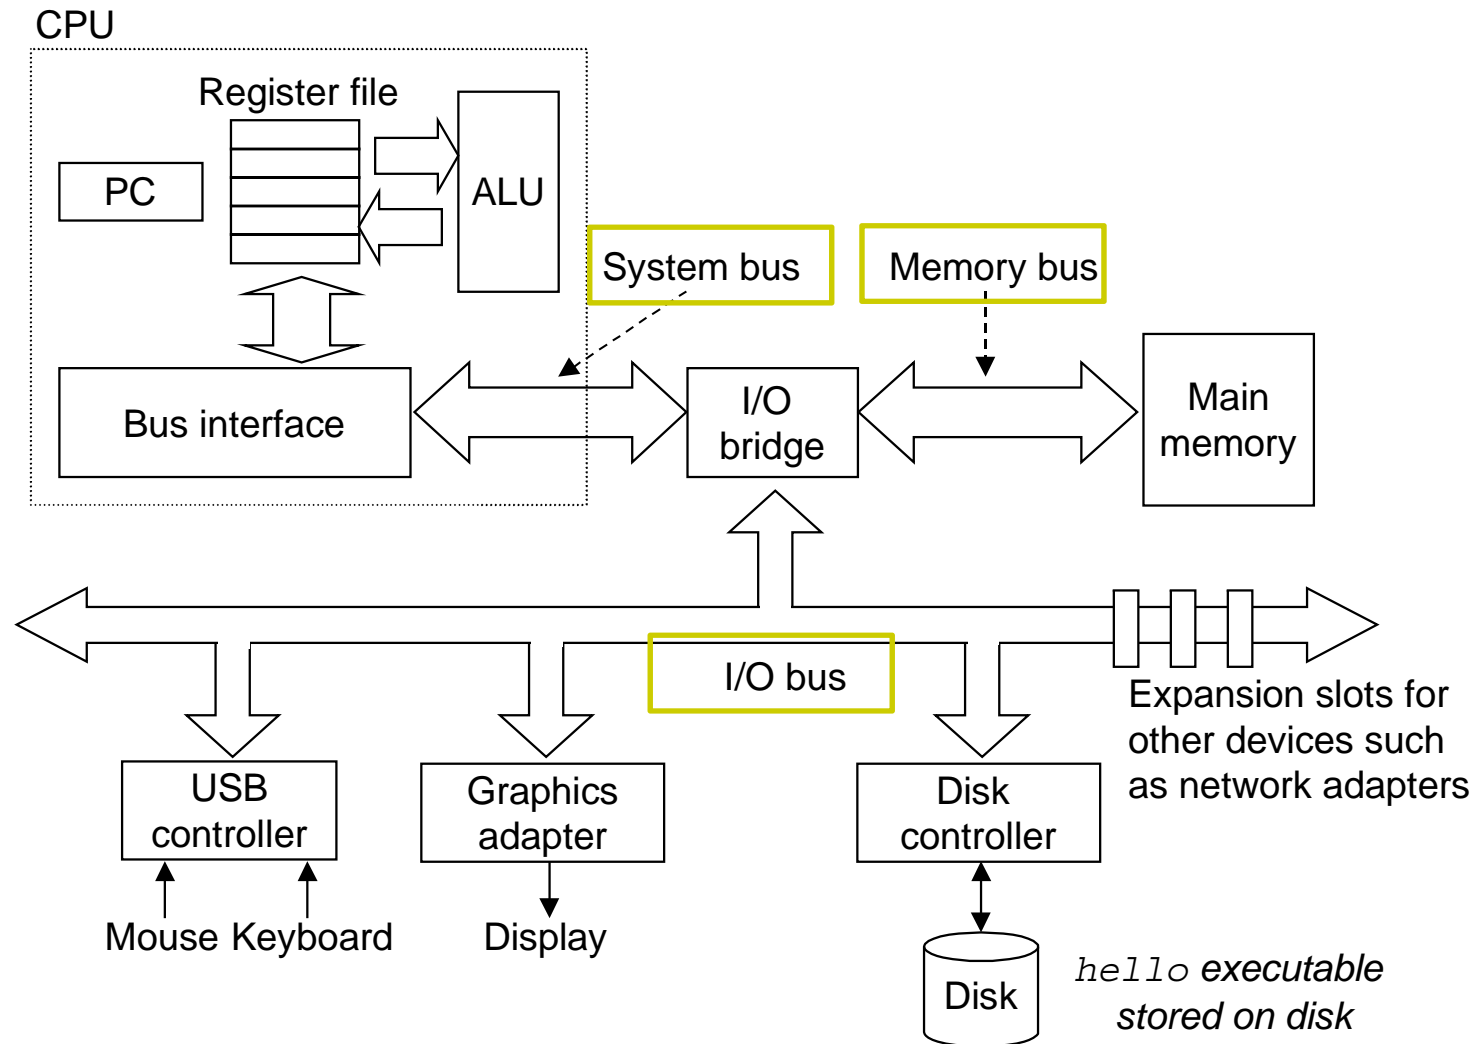 CPU
Register file
PC
ALU
System bus
Memory bus
Bus interface
I/O
bridge
Main
memory
I/O bus
Expansion slots for
other devices such
as network adapters
USB
controller
Graphics
adapter
Disk
controller
Mouse
Keyboard
Display
Disk
hello executable
stored on disk